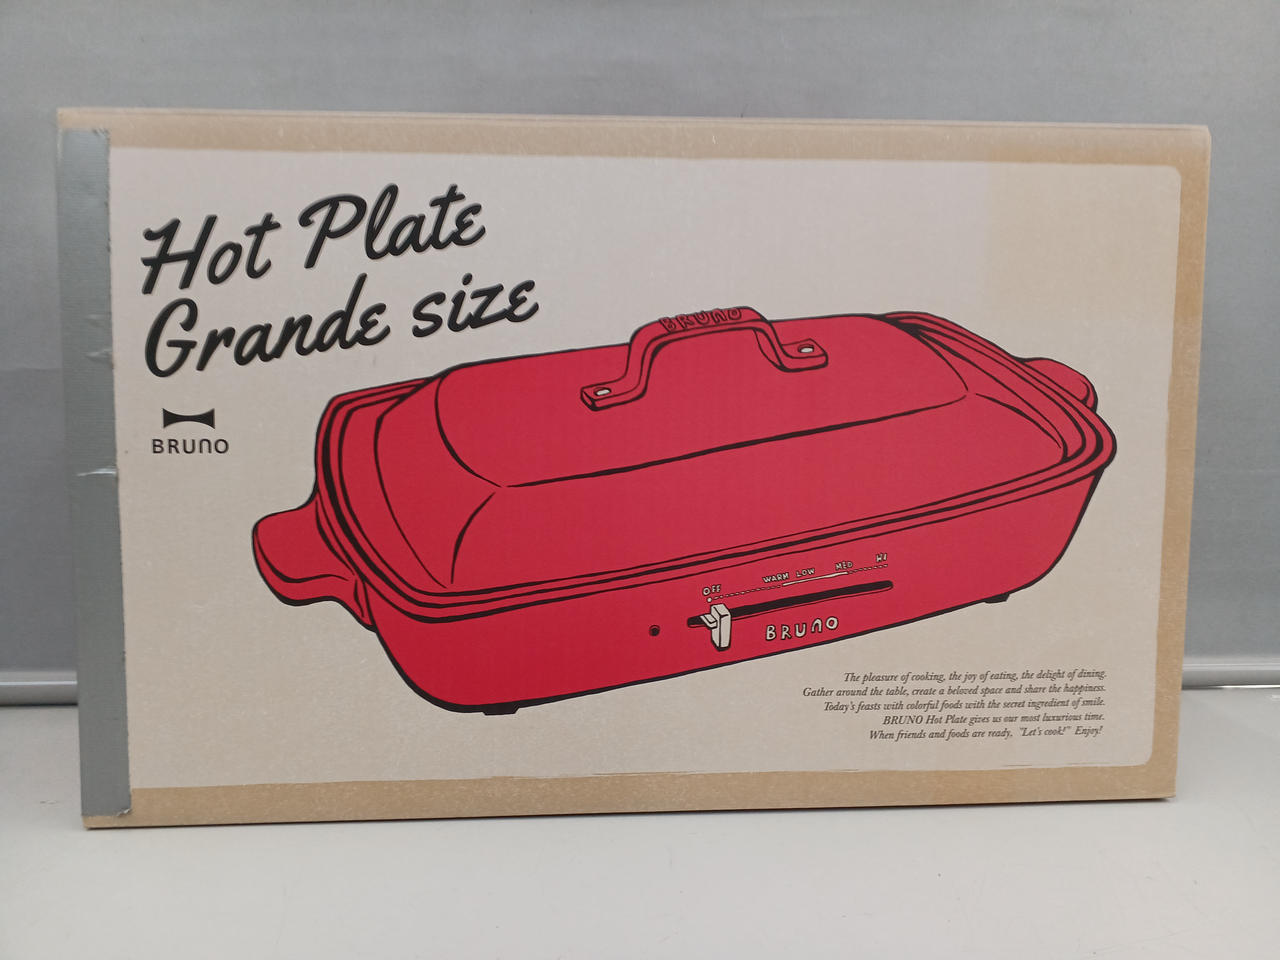 Hot Plate
Grande size
BRUNO
BRUNO
OFF WARM LOW MED HI
BRUNO
The pleasure of cooking, the joy of eating, the delight of dining.
Gather around the table, create a beloved space and share the happiness.
Today's feasts with colorful foods with the secret ingredient of smile.
BRUNO Hot Plate gives us our most luxurious time.
When friends and foods are ready, "Let's cook!" Enjoy!